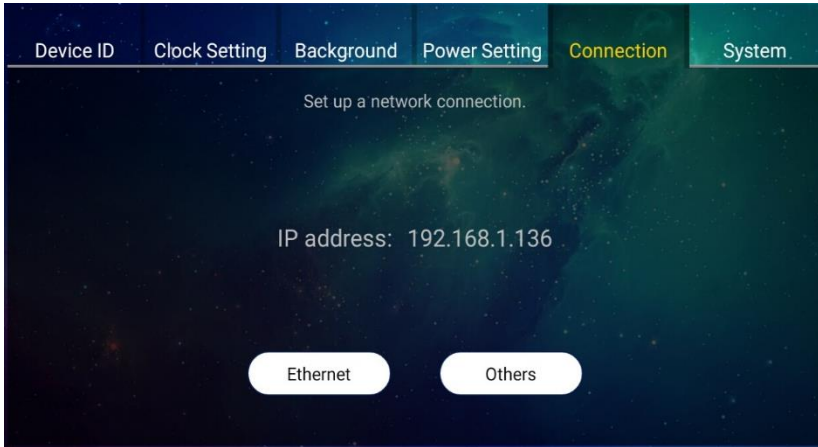 Device ID Clock Setting Background Power Setting Connection System
Set up a network connection.
IP address: 192.168.1.136
Ethernet Others